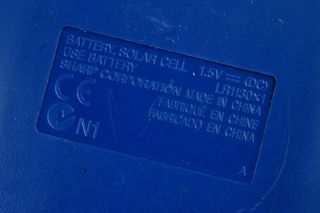 BATTERY, SOLAR CELL 1.5V ⎓ (DC)
USE BATTERY LR1130×1
SHARP CORPORATION MADE IN CHINA
FABRIQUÉ EN CHINE
FABRICADO EN CHINA
CE
N1
A